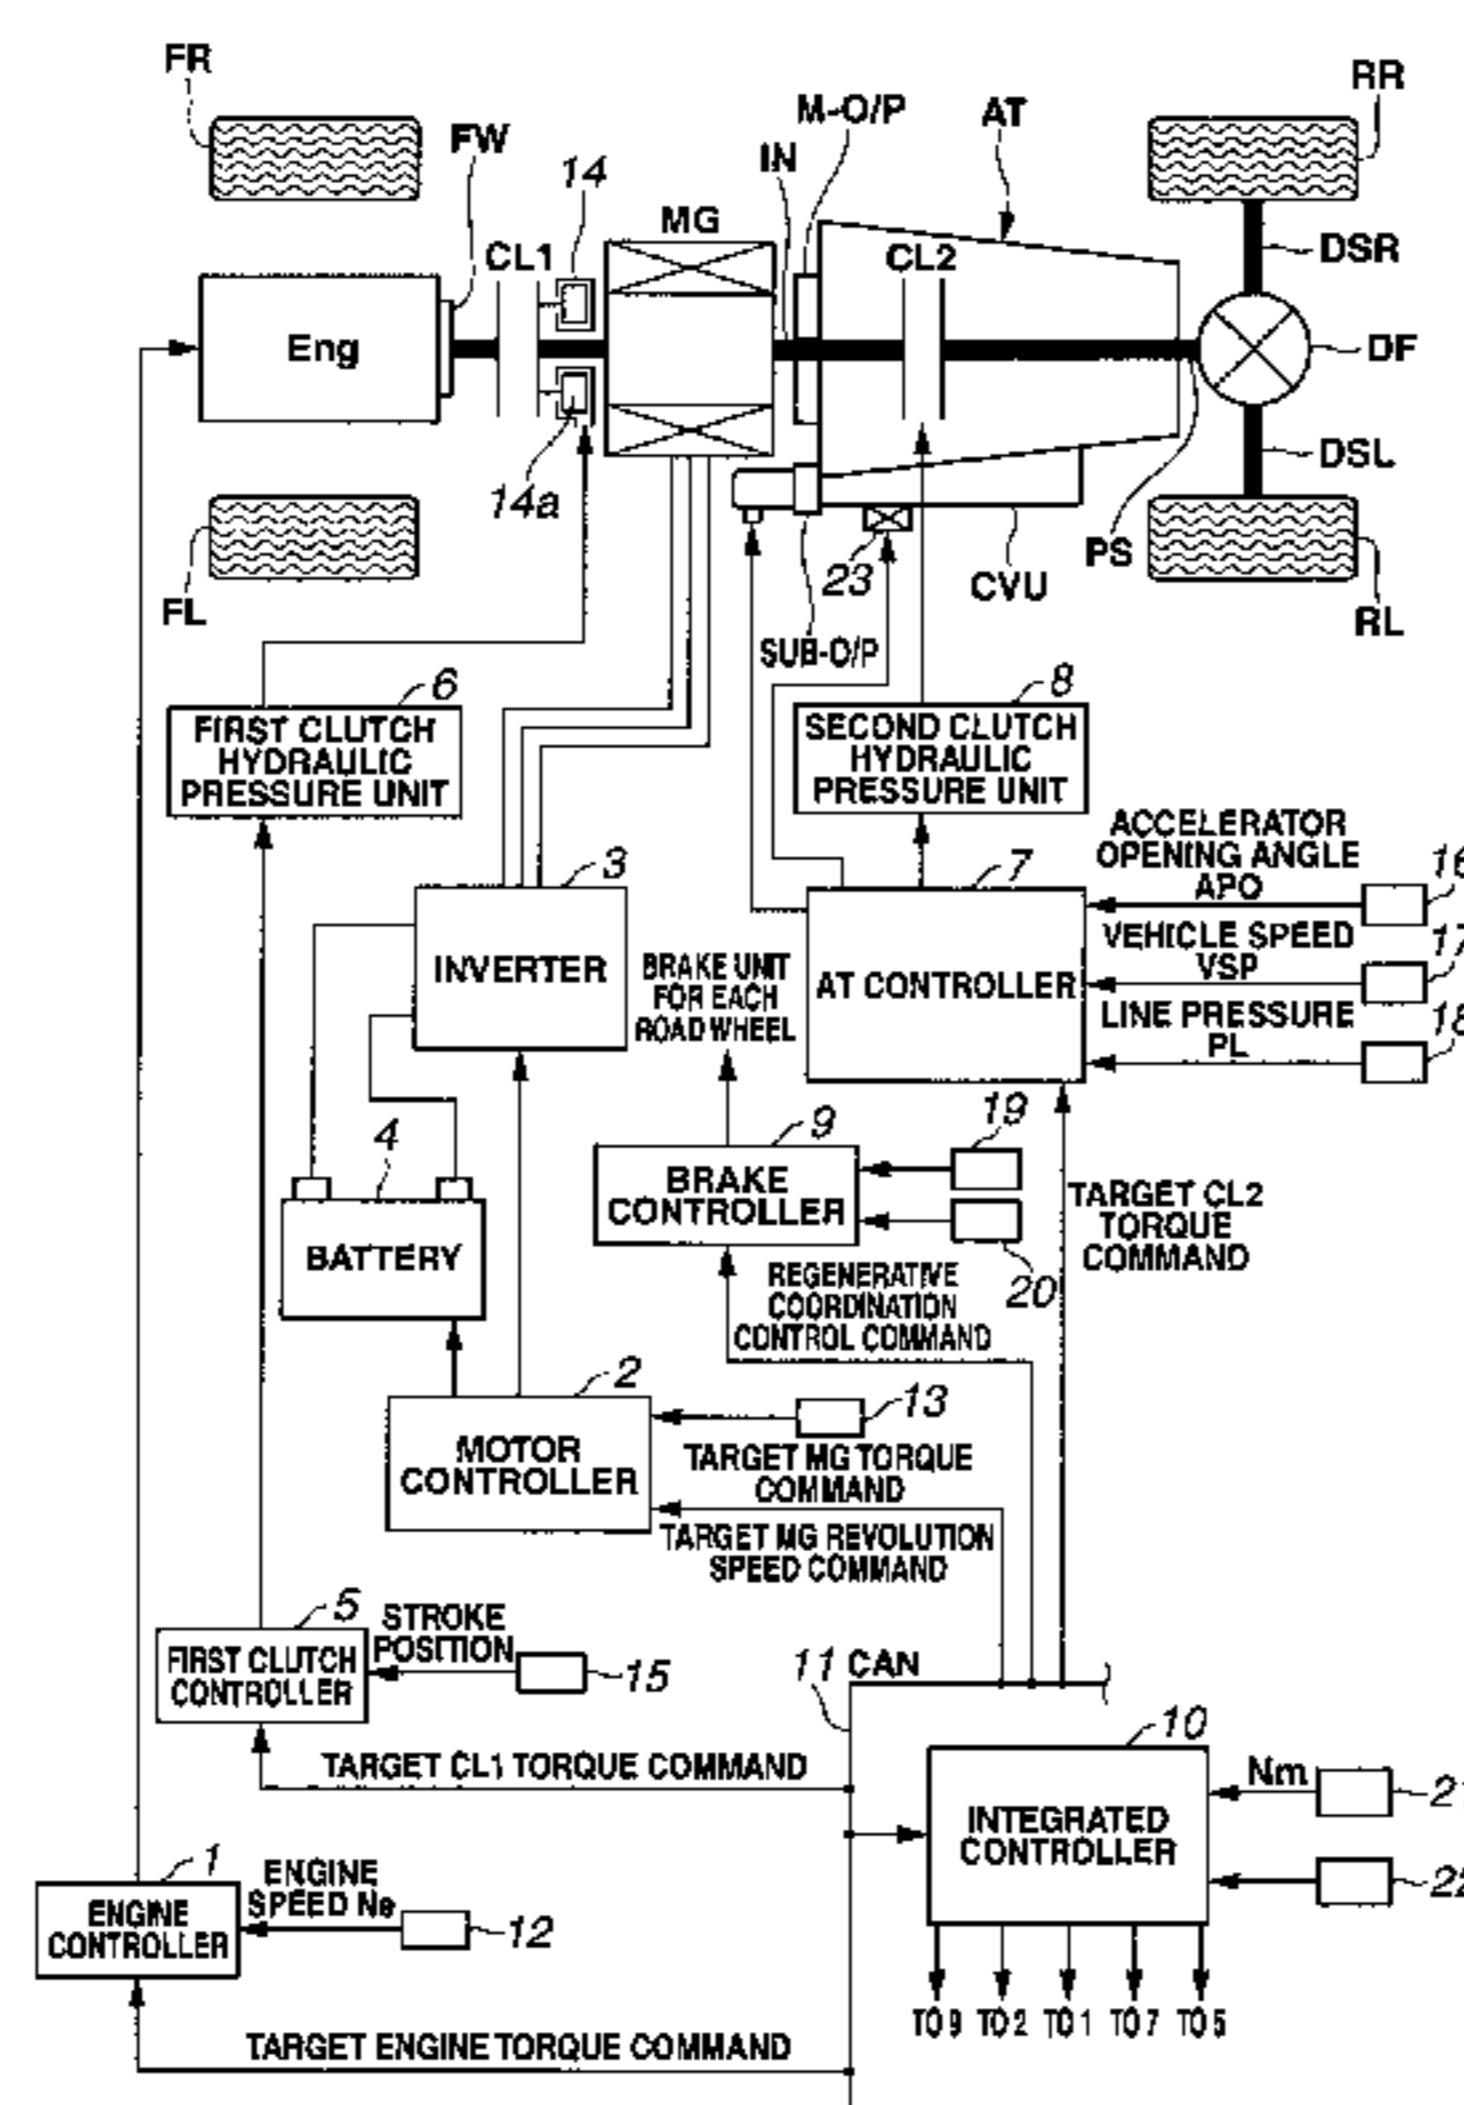 FR
RR
M-O/P
AT
FW
IN
14
MG
DSR
CL1
CL2
Eng
DF
DSL
14a
PS
23
CVU
FL
RL
SUB-O/P
6
8
FIRST CLUTCH
HYDRAULIC
PRESSURE UNIT
SECOND CLUTCH
HYDRAULIC
PRESSURE UNIT
ACCELERATOR
OPENING ANGLE
APO
3
7
16
VEHICLE SPEED
VSP
17
INVERTER
BRAKE UNIT
FOR EACH
ROAD WHEEL
AT CONTROLLER
LINE PRESSURE
PL
18
4
9
19
BRAKE
CONTROLLER
TARGET CL2
TORQUE
COMMAND
BATTERY
20
REGENERATIVE
COORDINATION
CONTROL COMMAND
2
13
MOTOR
CONTROLLER
TARGET MG TORQUE
COMMAND
TARGET MG REVOLUTION
SPEED COMMAND
5
STROKE
POSITION
FIRST CLUTCH
CONTROLLER
15
11 CAN
10
TARGET CL1 TORQUE COMMAND
Nm
INTEGRATED
CONTROLLER
1
ENGINE
SPEED Ne
22
ENGINE
CONTROLLER
12
TO 9 TO 2 TO 1 TO 7 TO 5
TARGET ENGINE TORQUE COMMAND